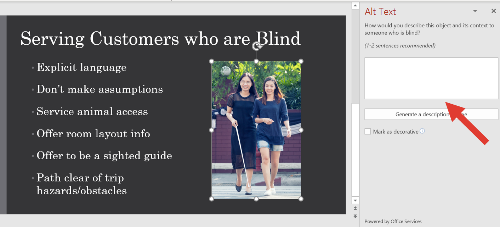 Serving Customers who are Blind
· Explicit language
· Don't make assumptions
· Service animal access
· Offer room layout info
· Offer to be a sighted guide
· Path clear of trip
hazards/obstacles
Alt Text
How would you describe this object and its context to
someone who is blind?
(1-2 sentences recommended)
Generate a description
Mark as decorative
Powered by Office Services